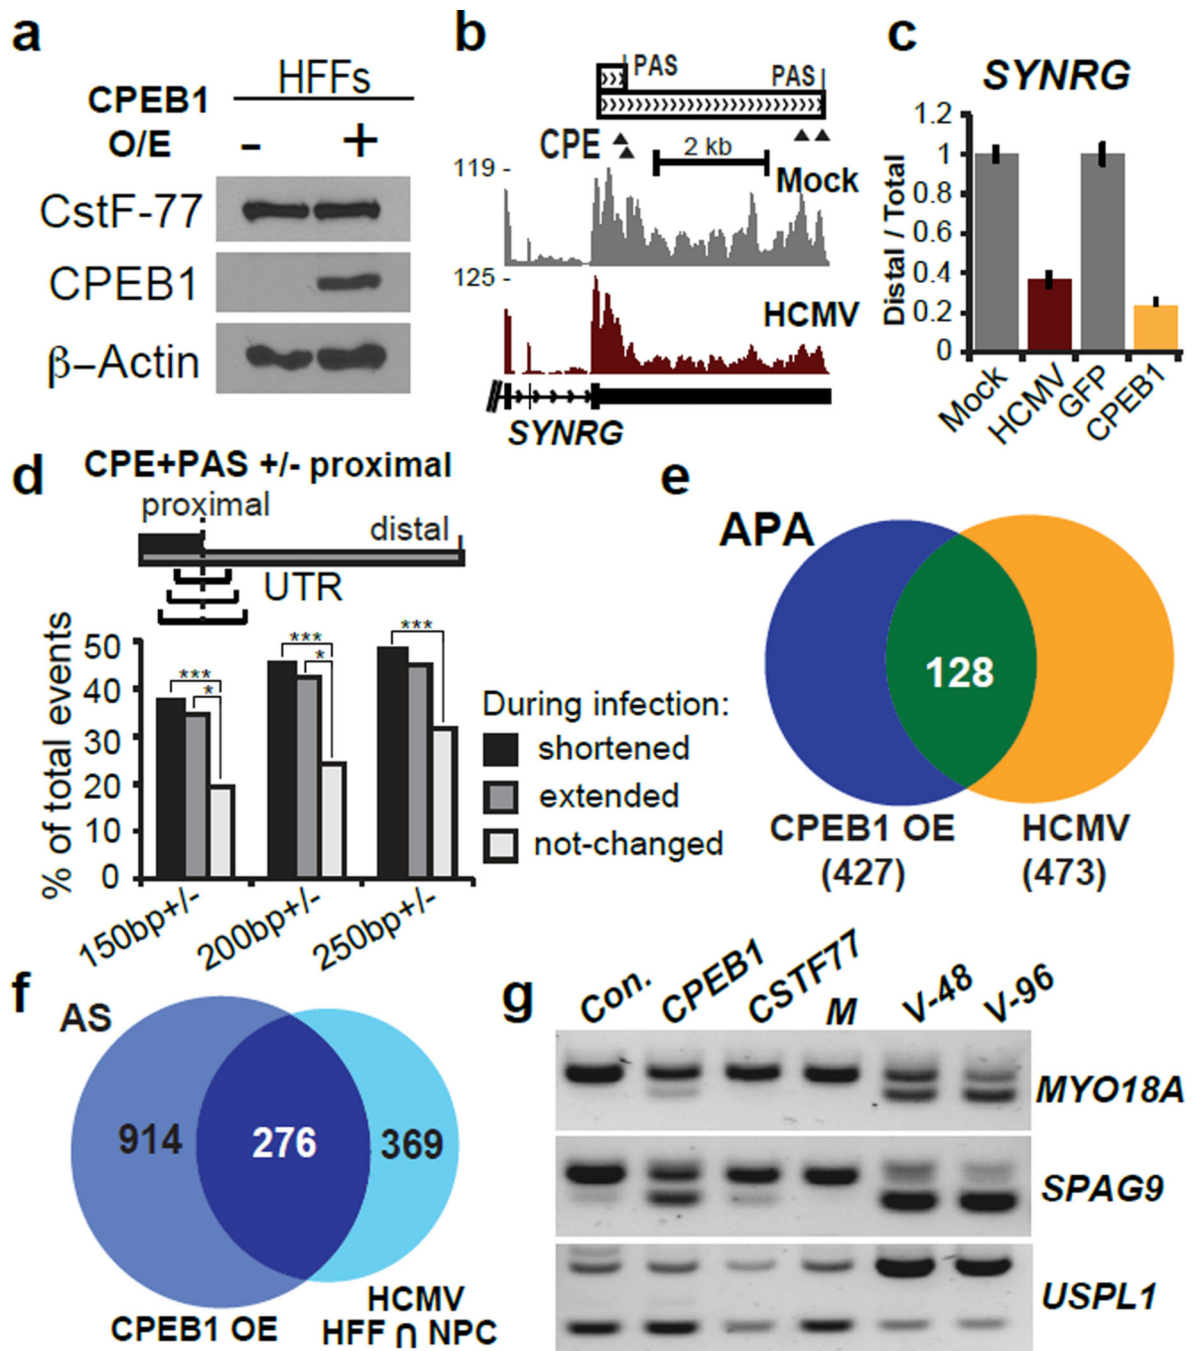 a
HFFs
CPEB1
O/E - +
CstF-77
CPEB1
β–Actin
b
PAS PAS
CPE
2 kb
119 -
Mock
125 -
HCMV
SYNRG
c
SYNRG
Distal / Total
1.2
1
0.8
0.6
0.4
0.2
0
Mock
HCMV
GFP
CPEB1
d
CPE+PAS +/- proximal
proximal
distal
UTR
% of total events
50
40
30
20
10
0
*** *
*** *
***
150bp+/-
200bp+/-
250bp+/-
During infection:
shortened
extended
not-changed
e
APA
128
CPEB1 OE
(427)
HCMV
(473)
f
AS
914 276 369
CPEB1 OE
HCMV
HFF ∩ NPC
g
Con. CPEB1 CSTF77 M V-48 V-96
MYO18A
SPAG9
USPL1